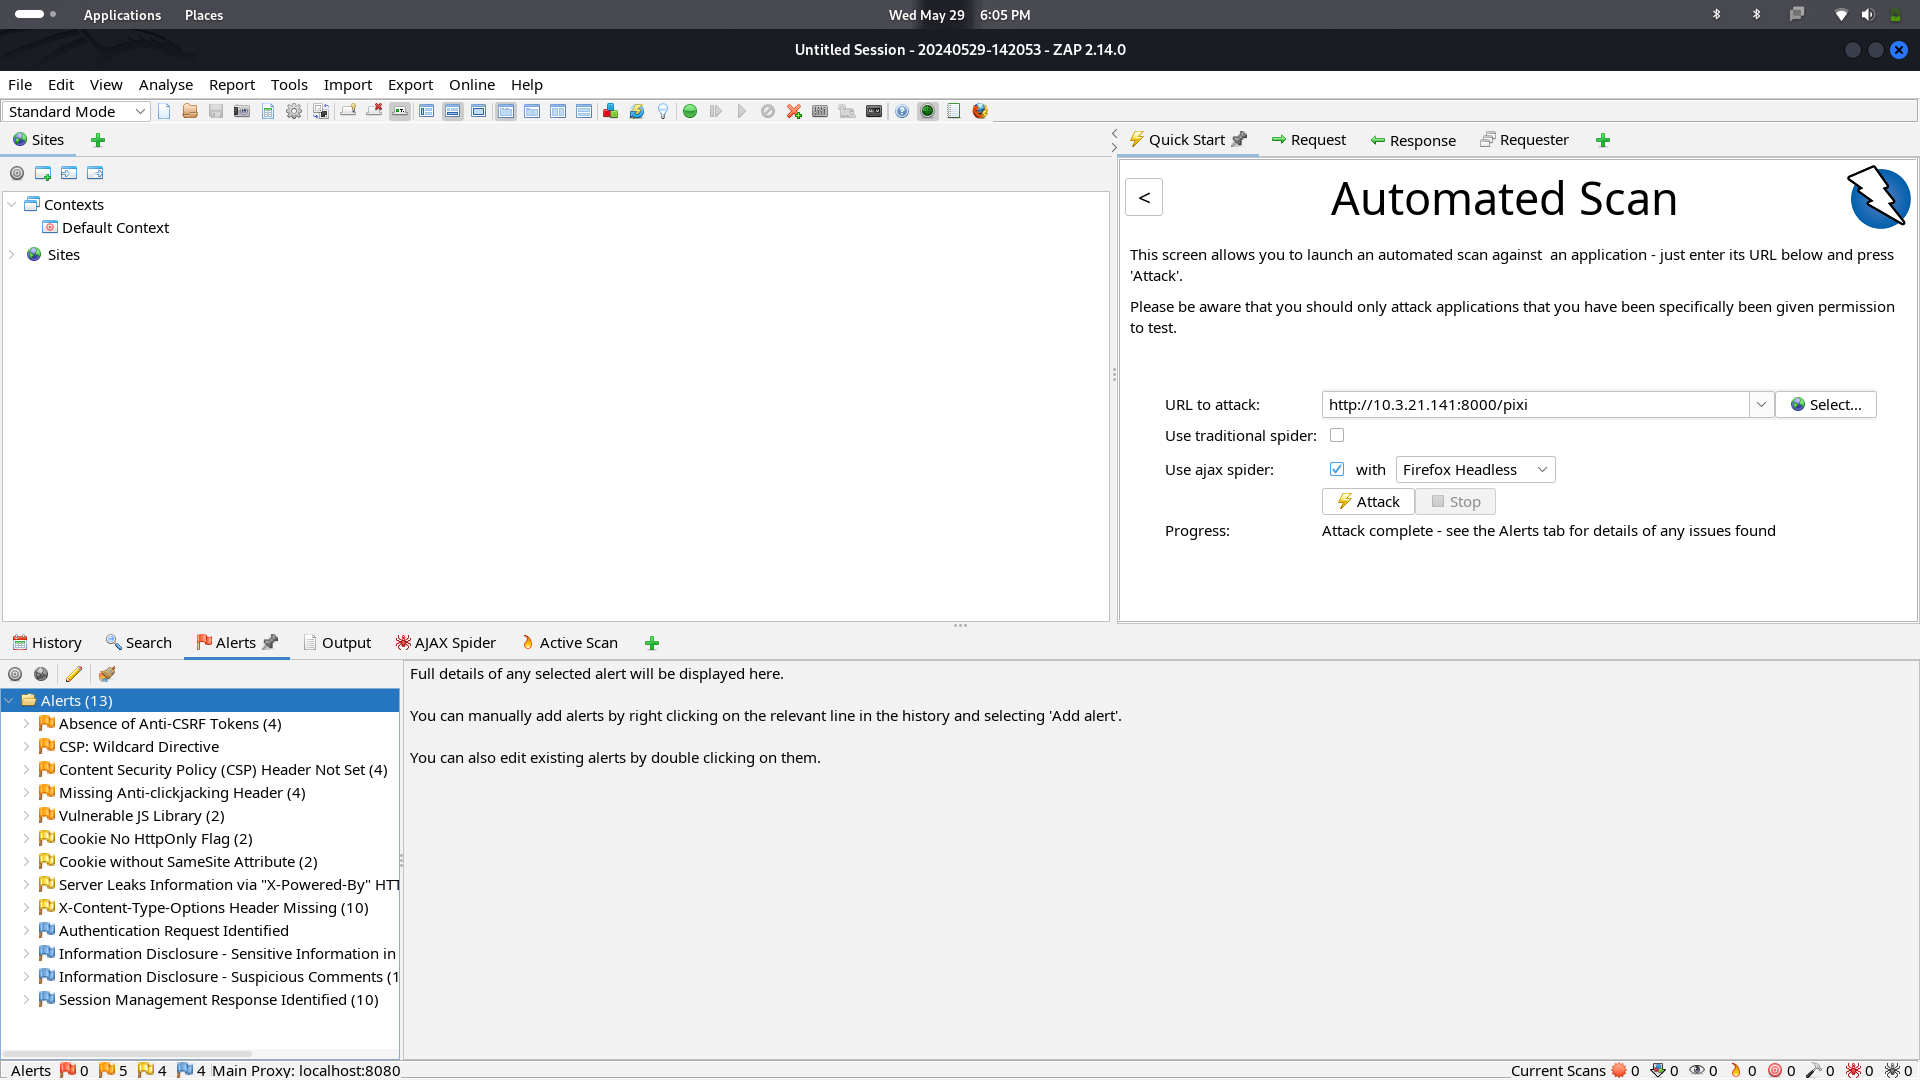 Applications Places Wed May 29 6:05 PM
Untitled Session - 20240529-142053 - ZAP 2.14.0
File Edit View Analyse Report Tools Import Export Online Help
Standard Mode
Sites
Contexts
Default Context
Sites
Quick Start Request Response Requester
<
Automated Scan
This screen allows you to launch an automated scan against  an application - just enter its URL below and press
'Attack'.
Please be aware that you should only attack applications that you have been specifically been given permission
to test.
URL to attack: http://10.3.21.141:8000/pixi Select...
Use traditional spider:
Use ajax spider: with Firefox Headless
Attack Stop
Progress: Attack complete - see the Alerts tab for details of any issues found
History Search Alerts Output AJAX Spider Active Scan
Alerts (13)
Absence of Anti-CSRF Tokens (4)
CSP: Wildcard Directive
Content Security Policy (CSP) Header Not Set (4)
Missing Anti-clickjacking Header (4)
Vulnerable JS Library (2)
Cookie No HttpOnly Flag (2)
Cookie without SameSite Attribute (2)
Server Leaks Information via "X-Powered-By" HTT
X-Content-Type-Options Header Missing (10)
Authentication Request Identified
Information Disclosure - Sensitive Information in
Information Disclosure - Suspicious Comments (1
Session Management Response Identified (10)
Full details of any selected alert will be displayed here.
You can manually add alerts by right clicking on the relevant line in the history and selecting 'Add alert'.
You can also edit existing alerts by double clicking on them.
Alerts 0 5 4 4 Main Proxy: localhost:8080 Current Scans 0 0 0 0 0 0 0 0